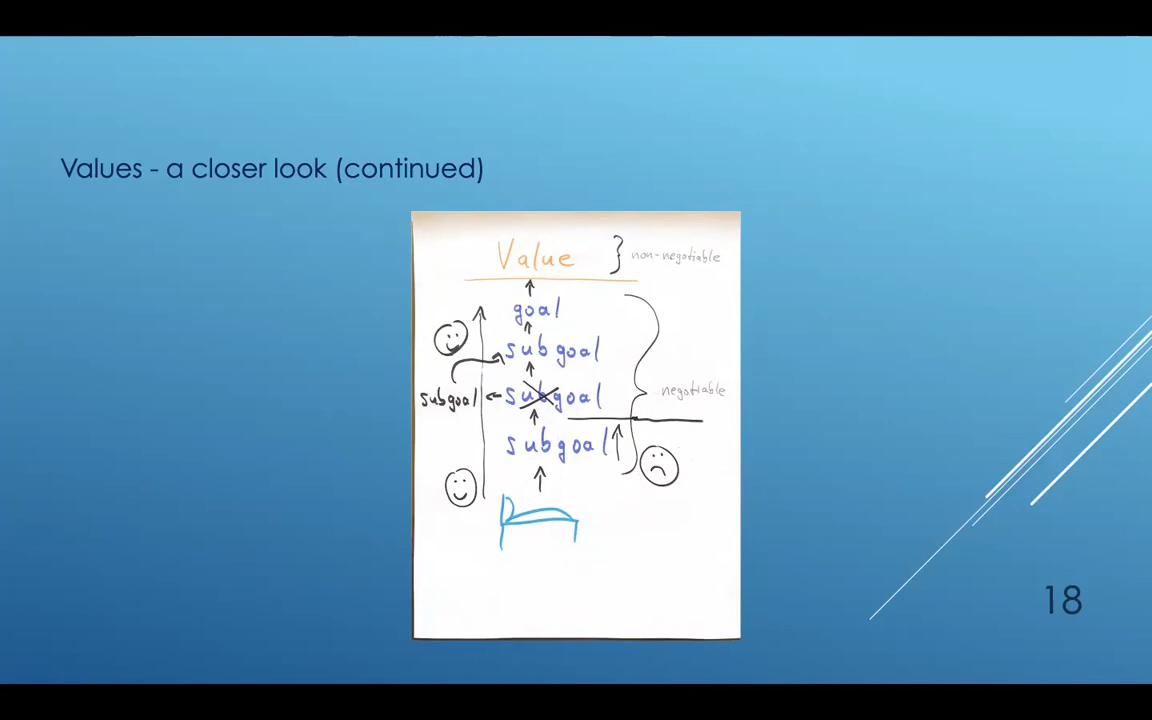 Values - a closer look (continued)
Value } non-negotiable
goal
subgoal
subgoal subgoal
negotiable
subgoal
18